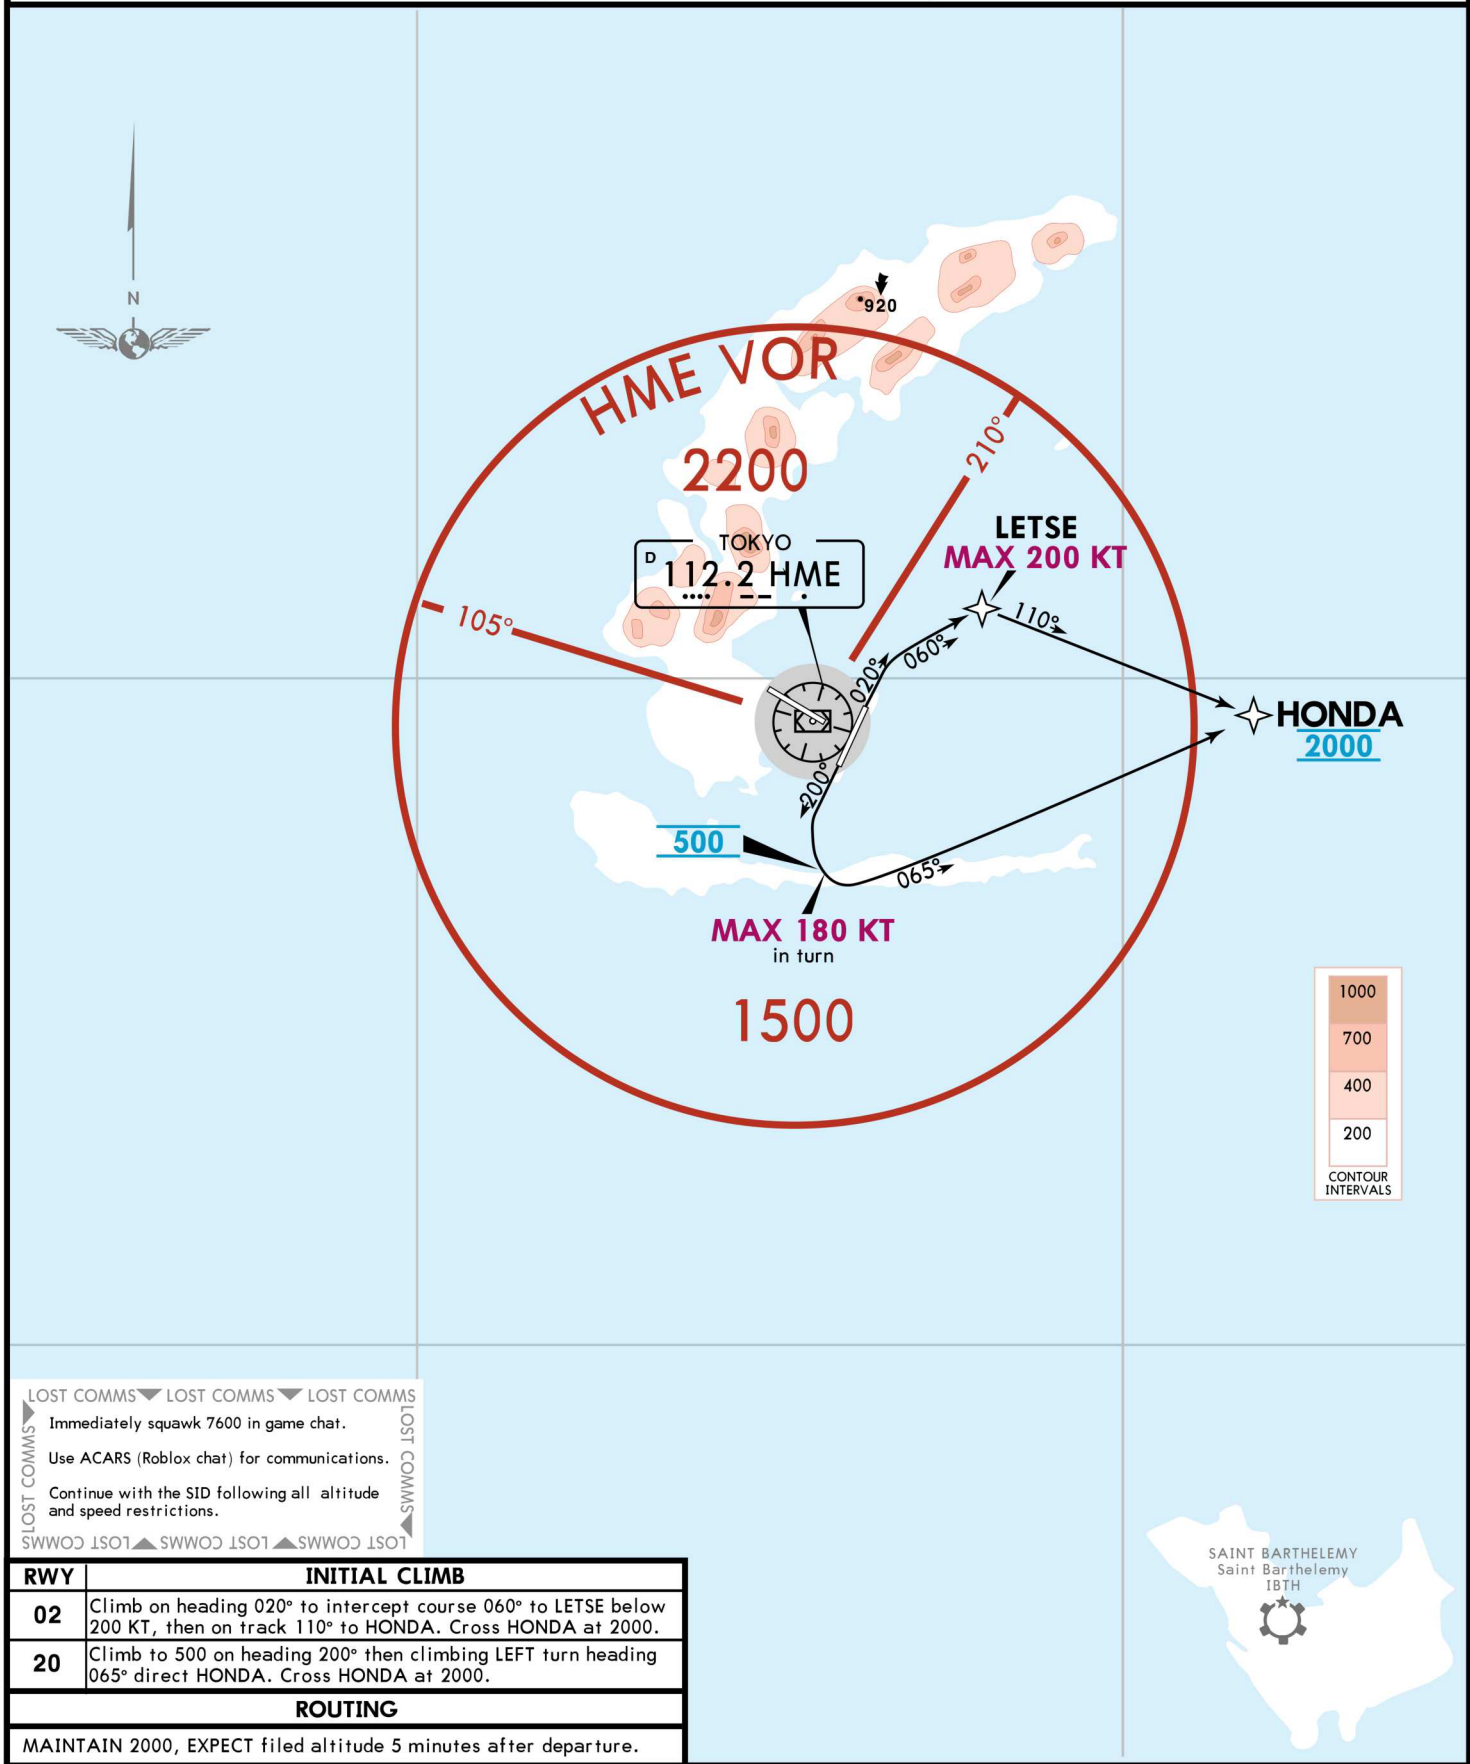 N
920
HME VOR
2200
210°
105°
LETSE
MAX 200 KT
TOKYO
D 112.2 HME
110°
020°
060°
HONDA
2000
200°
500
065°
MAX 180 KT
in turn
1500
1000
700
400
200
CONTOUR
INTERVALS
LOST COMMS LOST COMMS LOST COMMS
LOST COMMS
LOST COMMS
Immediately squawk 7600 in game chat.
Use ACARS (Roblox chat) for communications.
Continue with the SID following all altitude
and speed restrictions.
LOST COMMS LOST COMMS LOST COMMS
SAINT BARTHELEMY
Saint Barthelemy
IBTH
RWY INITIAL CLIMB
02 Climb on heading 020° to intercept course 060° to LETSE below
200 KT, then on track 110° to HONDA. Cross HONDA at 2000.
20 Climb to 500 on heading 200° then climbing LEFT turn heading
065° direct HONDA. Cross HONDA at 2000.
ROUTING
MAINTAIN 2000, EXPECT filed altitude 5 minutes after departure.